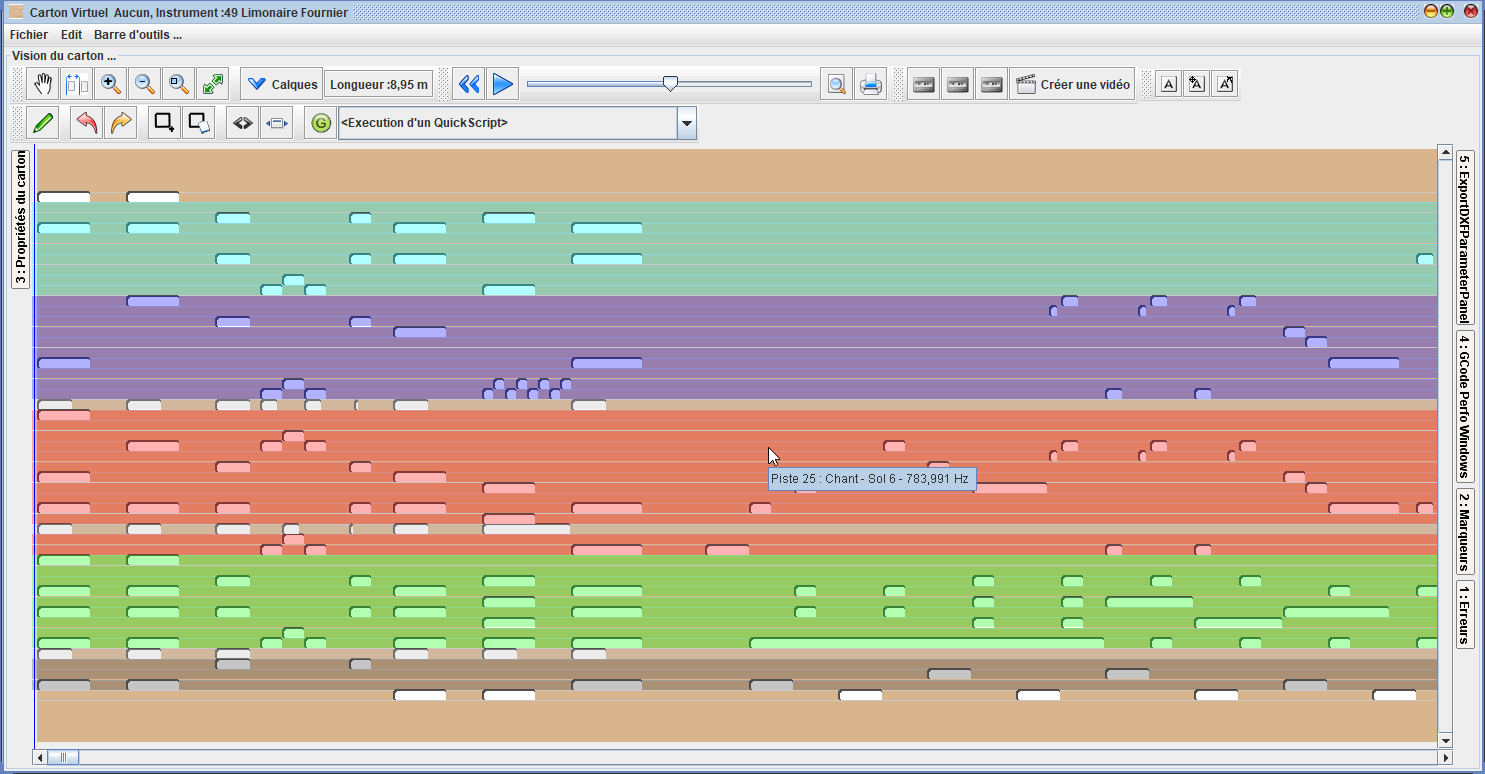 Carton Virtuel  Aucun, Instrument :49 Limonaire Fournier
Fichier Edit Barre d'outils ...
Vision du carton ...
Calques Longueur :8,95 m Créer une vidéo A A A
G <Execution d'un QuickScript>
3 : Propriétés du carton
Piste 25 : Chant - Sol 6 - 783,991 Hz
5 : ExportDXFParameterPanel
4 : GCode Perfo Windows
2 : Marqueurs
1 : Erreurs